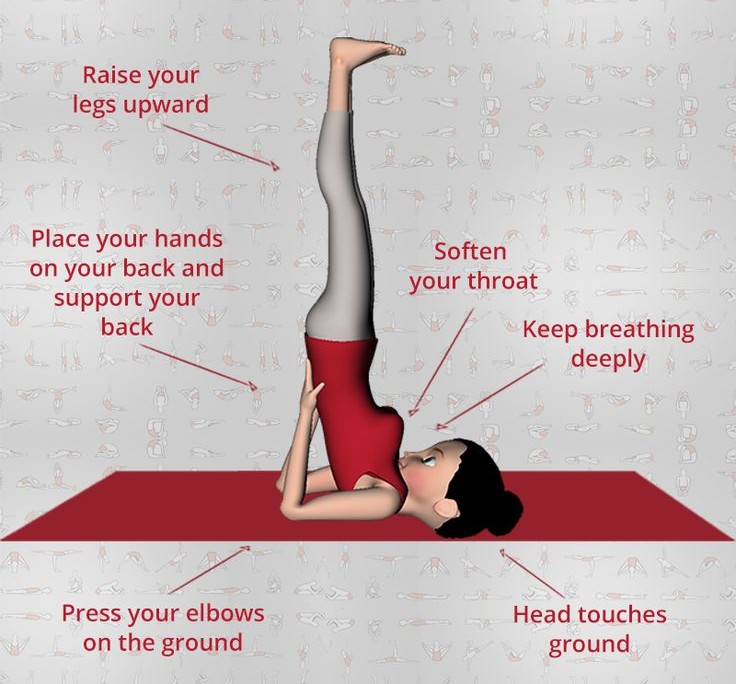 Raise your
legs upward
Place your hands
on your back and
support your
back
Soften
your throat
Keep breathing
deeply
Press your elbows
on the ground
Head touches
ground